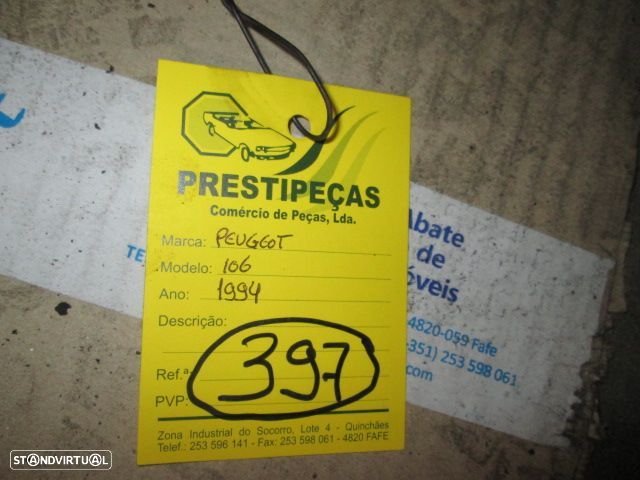 PRESTIPEÇAS
Comércio de Peças, Lda.
Marca: PEUGEOT
Modelo: 106
Ano: 1994
Descrição:
397
Ref.ª
PVP:
Zona Industrial do Socorro, Lote 4 - Quinchães
Telef.: 253 596 141 - Fax: 253 598 061 - 4820 FAFE
Abate
de
óveis
4820-059 Fafe
351) 253 598 061
.com
TE
STANDVIRTUAL